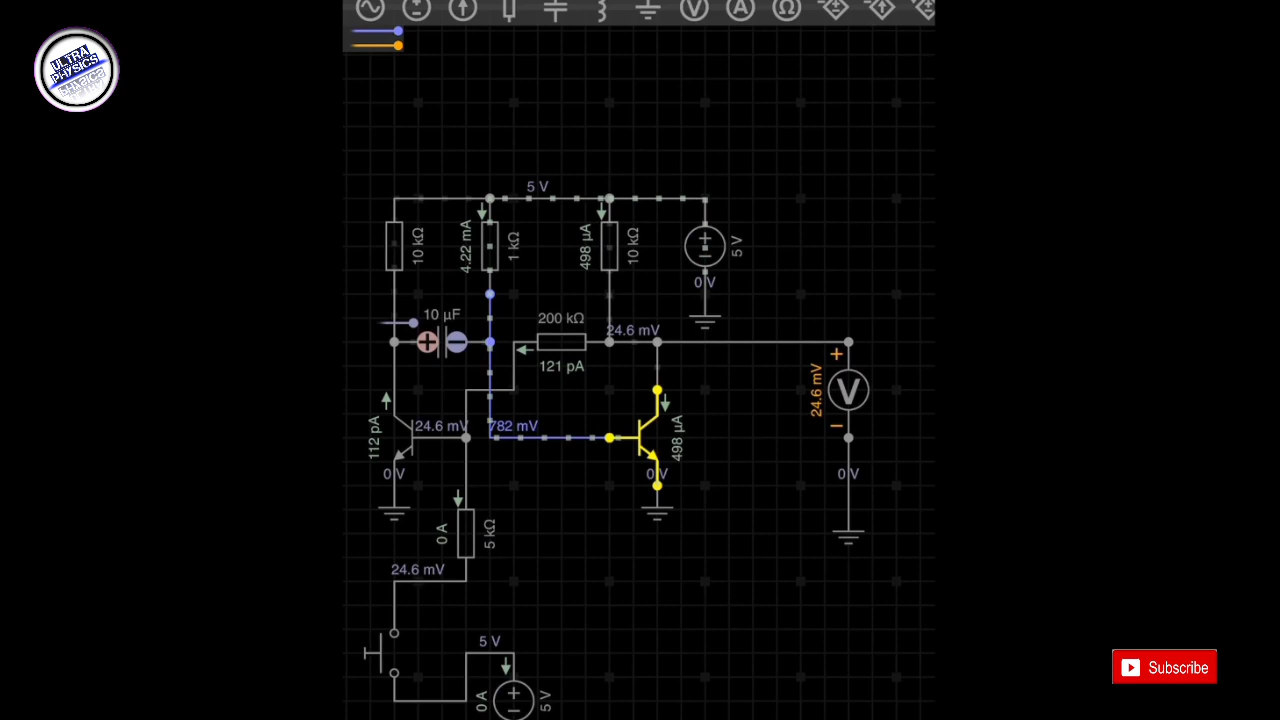 ULTRA
PHYSICS
5 V
10 kΩ
4.22 mA
1 kΩ
498 µA
10 kΩ
5 V
0 V
10 µF
200 kΩ
24.6 mV
121 pA
24.6 mV
V
112 pA
24.6 mV
782 mV
498 µA
0 V
0 V
0 V
0 A
5 kΩ
24.6 mV
5 V
0 A
5 V
V
A
Ω
Subscribe